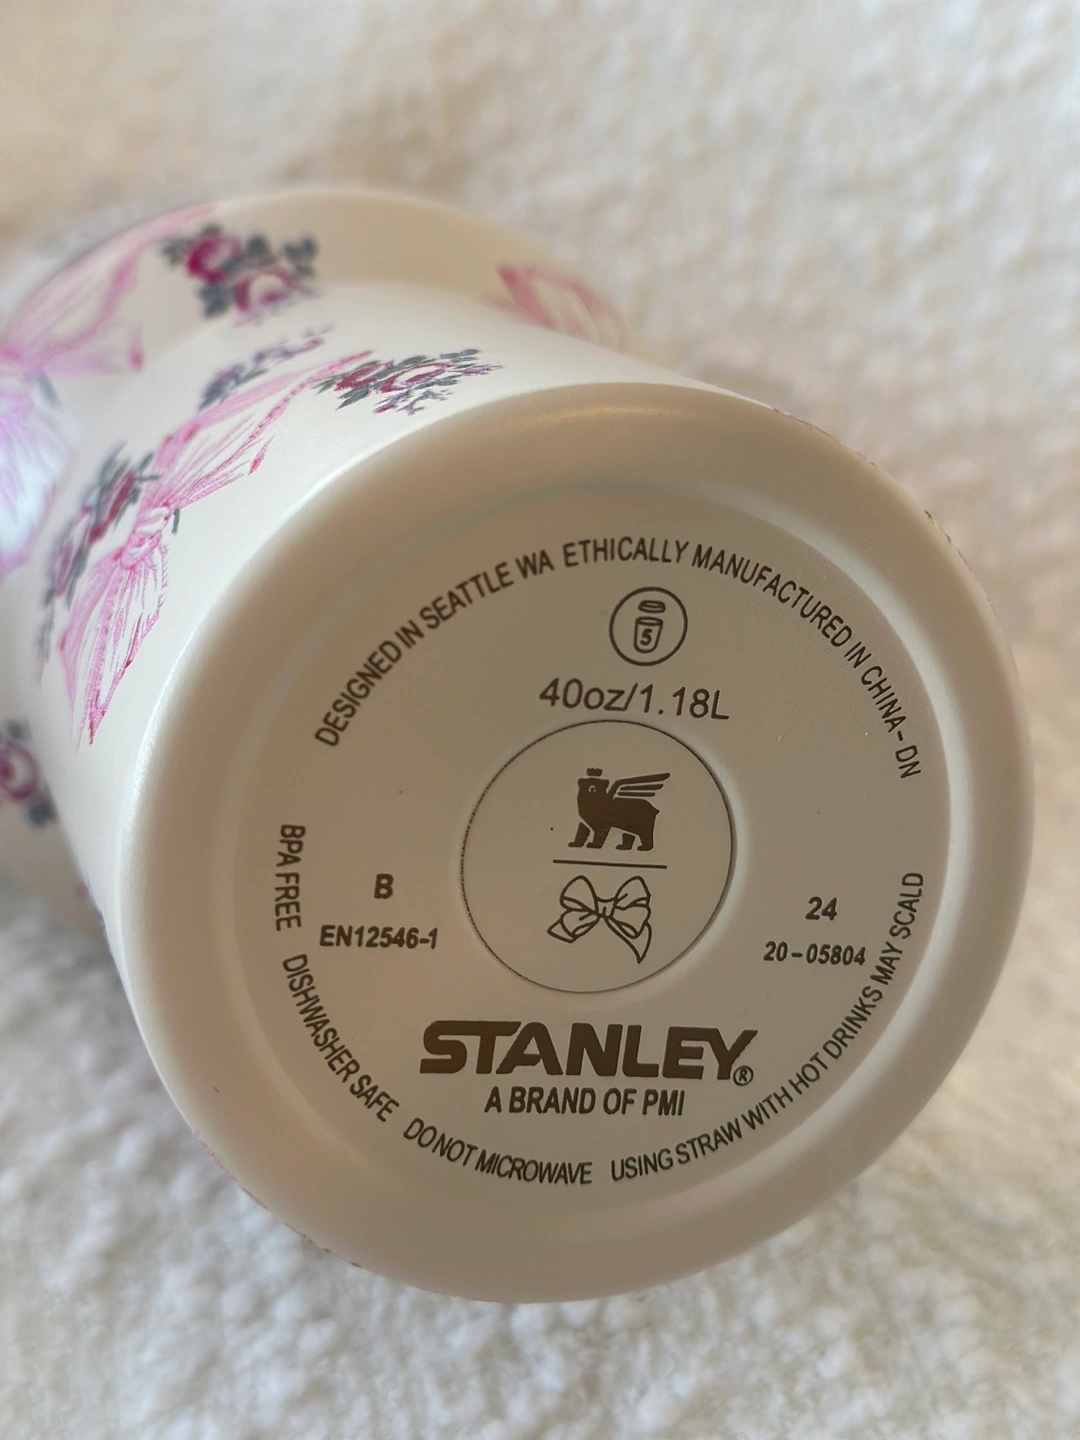 DESIGNED IN SEATTLE WA ETHICALLY MANUFACTURED IN CHINA-DN
5
40oz/1.18L
B
EN12546-1
24
20-05804
STANLEY®
A BRAND OF PMI
BPA FREE DISHWASHER SAFE DO NOT MICROWAVE USING STRAW WITH HOT DRINKS MAY SCALD